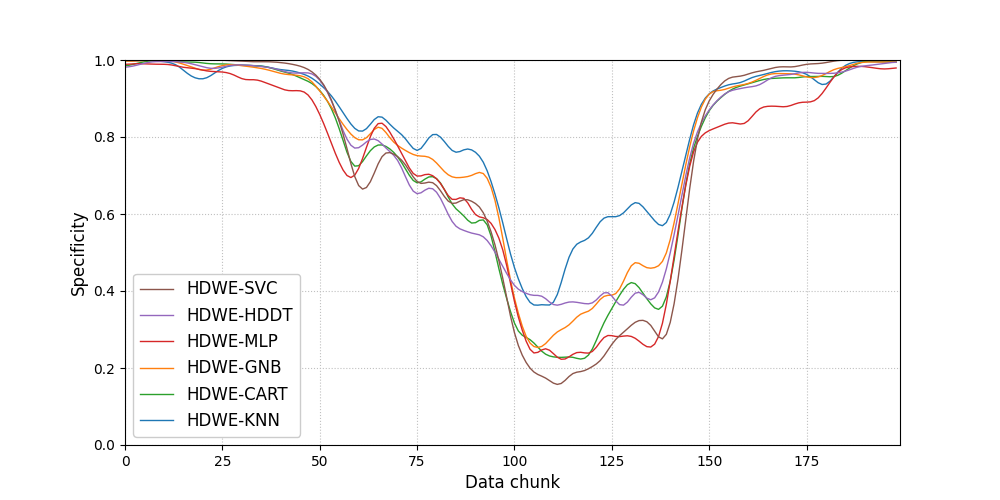 1.0
0.8
0.6
0.4
0.2
0.0
Specificity
HDWE-SVC
HDWE-HDDT
HDWE-MLP
HDWE-GNB
HDWE-CART
HDWE-KNN
0 25 50 75 100 125 150 175
Data chunk